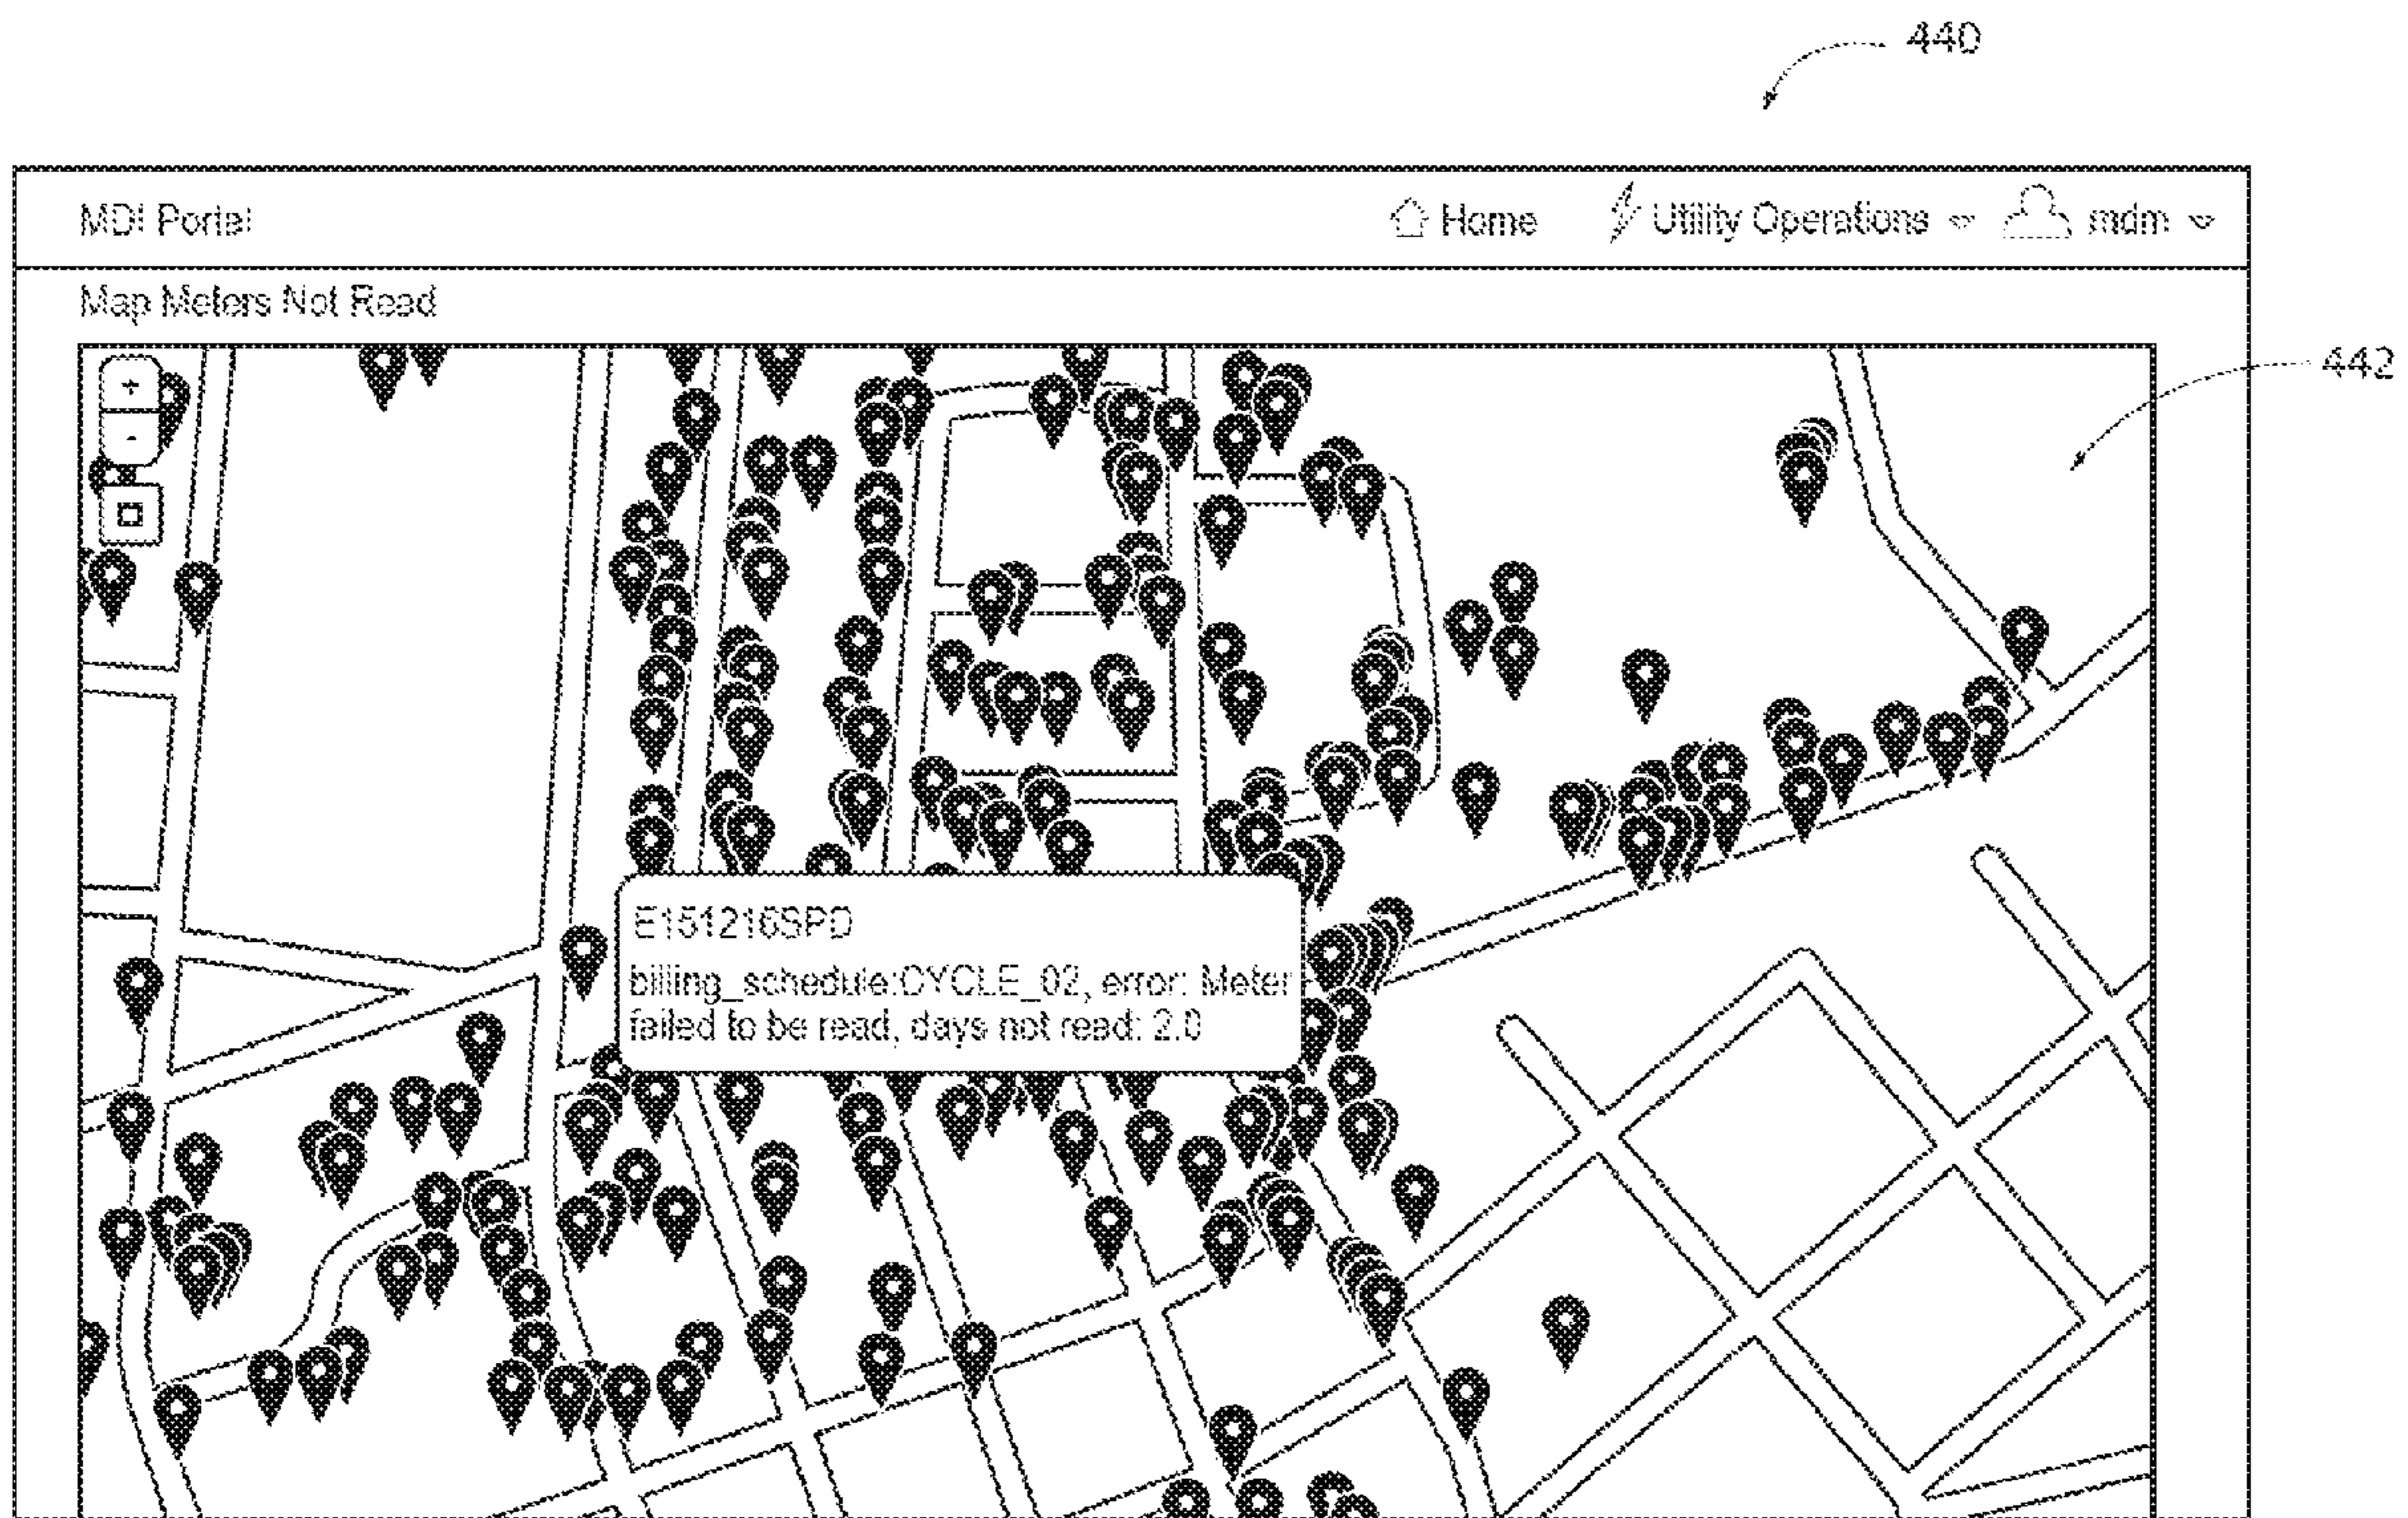 440
MDI Portal Home Utility Operations mdm
Map Meters Not Read
442
+
-
E151216SPD
billing_schedule:CYCLE_02, error: Meter
failed to be read, days not read: 2.0